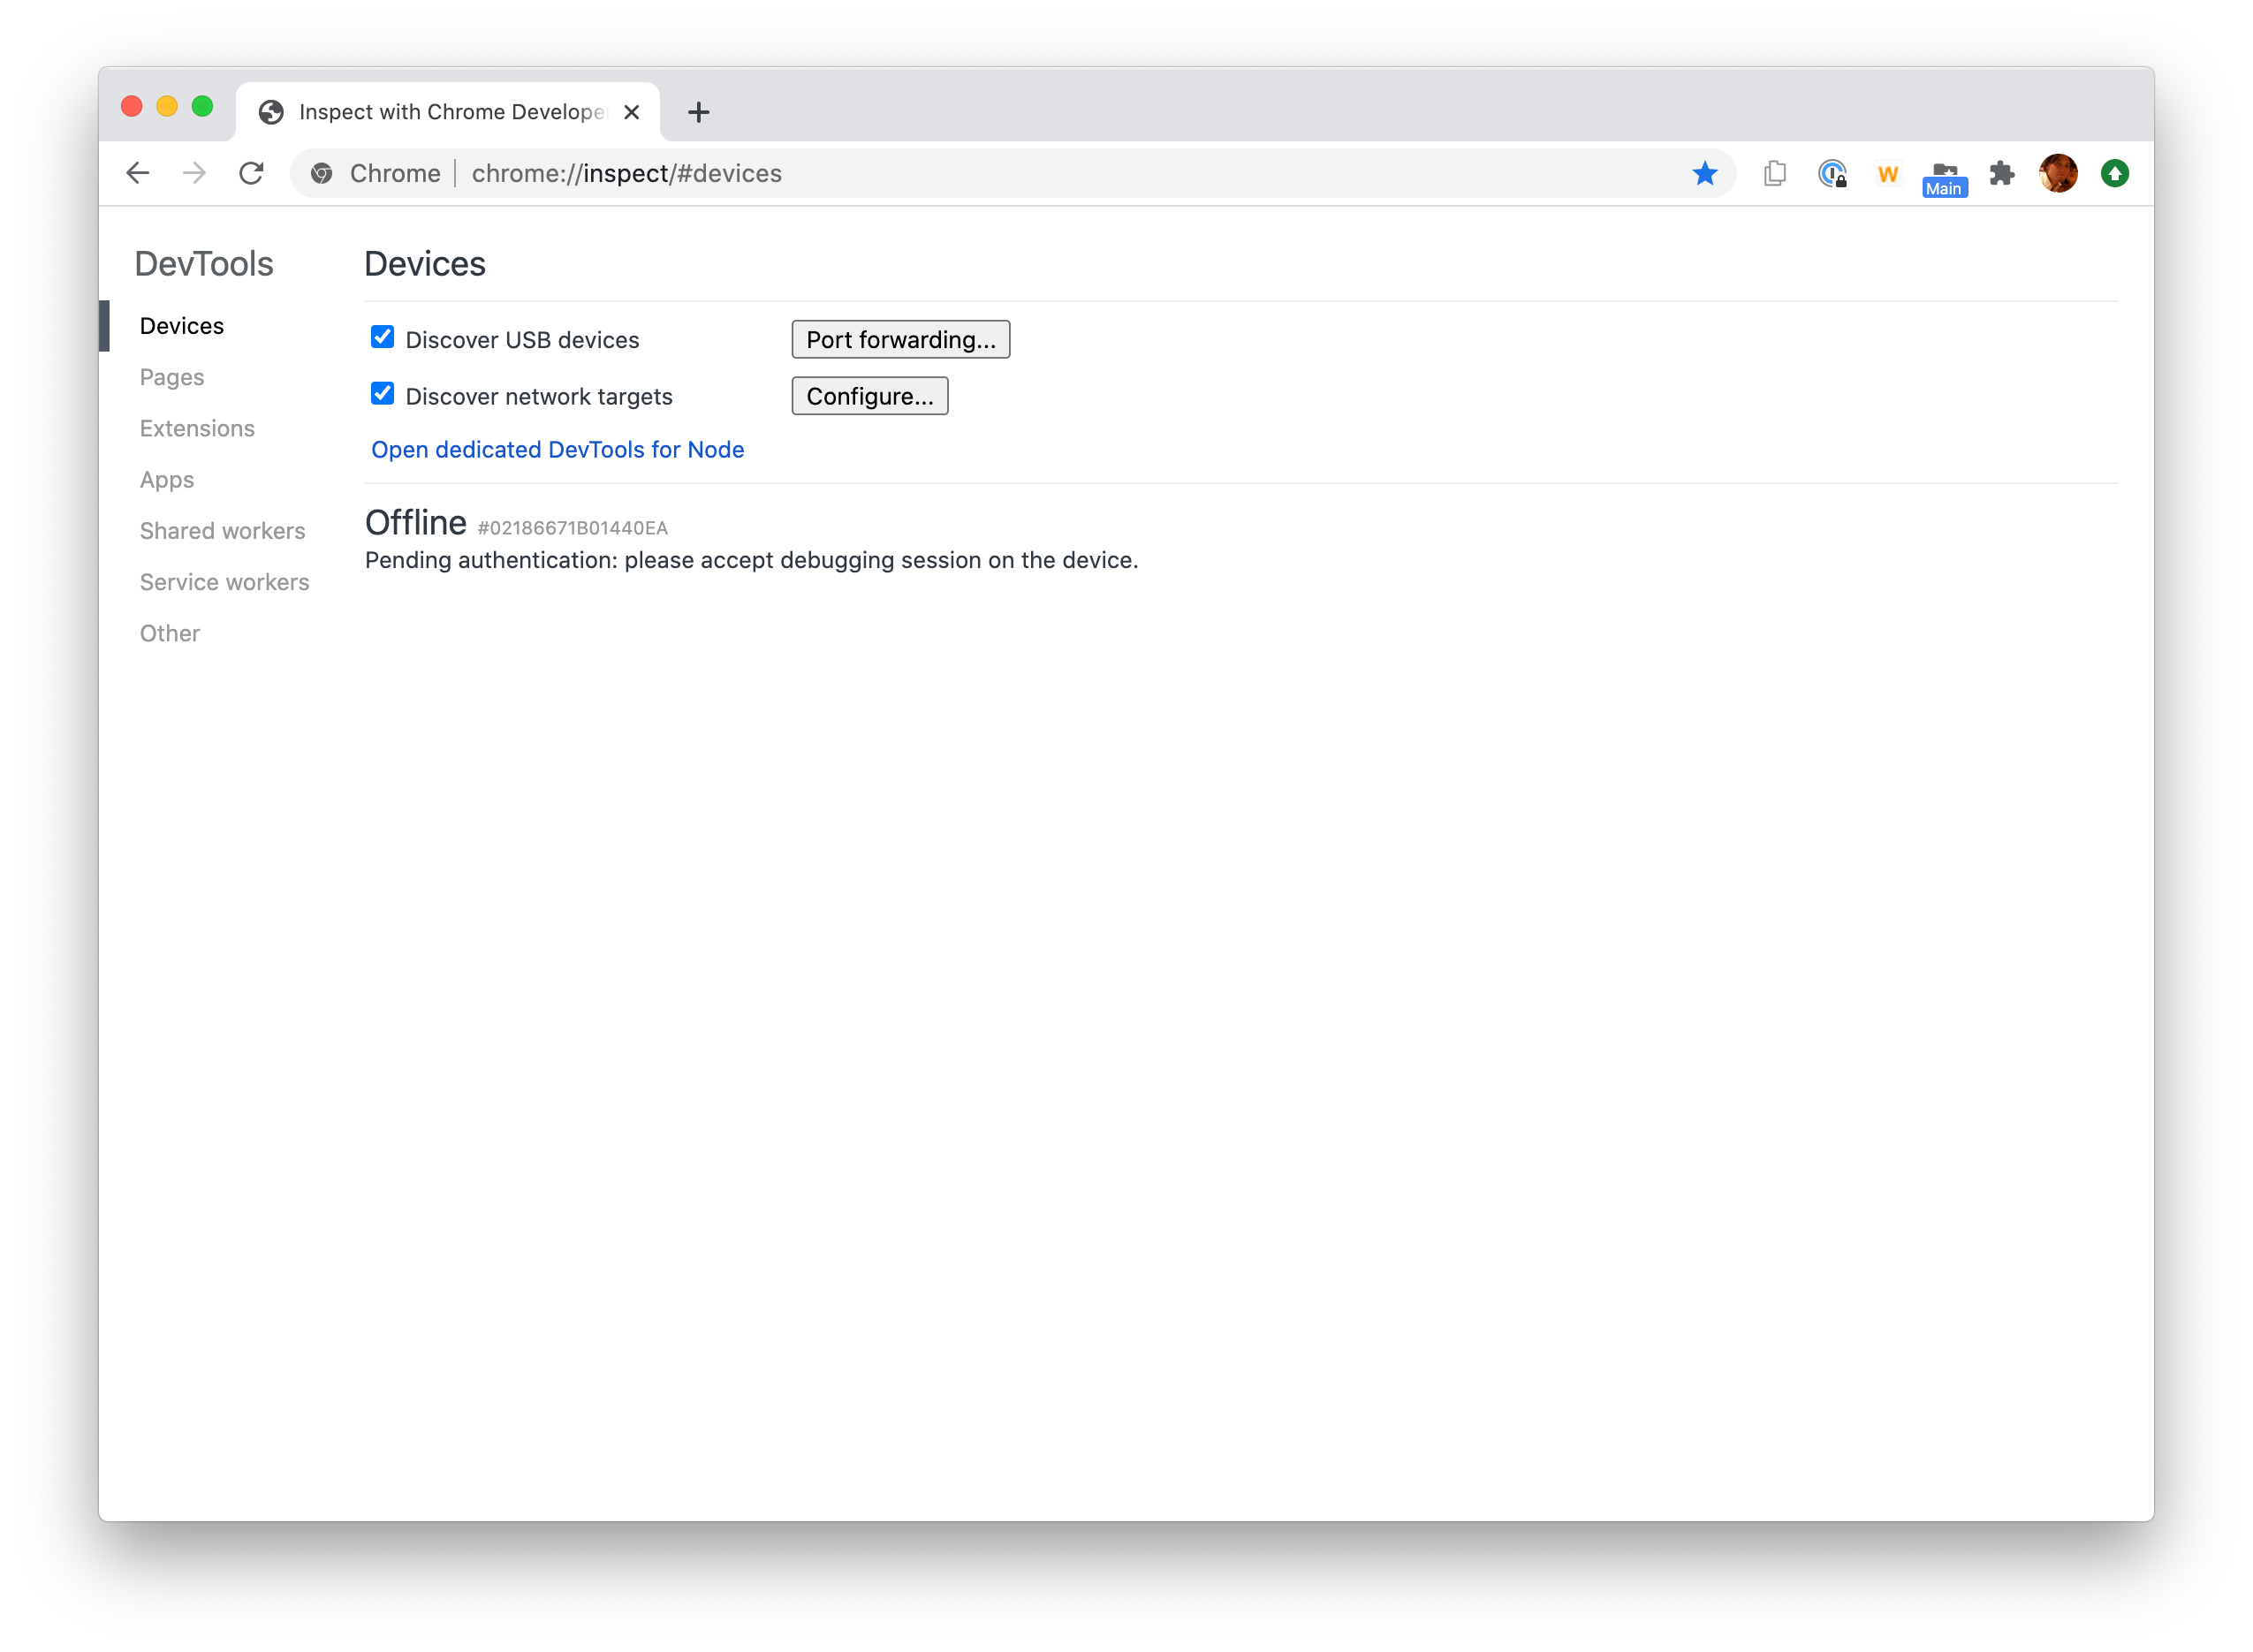 Inspect with Chrome Develope
Chrome | chrome://inspect/#devices
W
Main
DevTools
Devices
Pages
Extensions
Apps
Shared workers
Service workers
Other
Devices
Discover USB devices
Port forwarding...
Discover network targets
Configure...
Open dedicated DevTools for Node
Offline #02186671B01440EA
Pending authentication: please accept debugging session on the device.